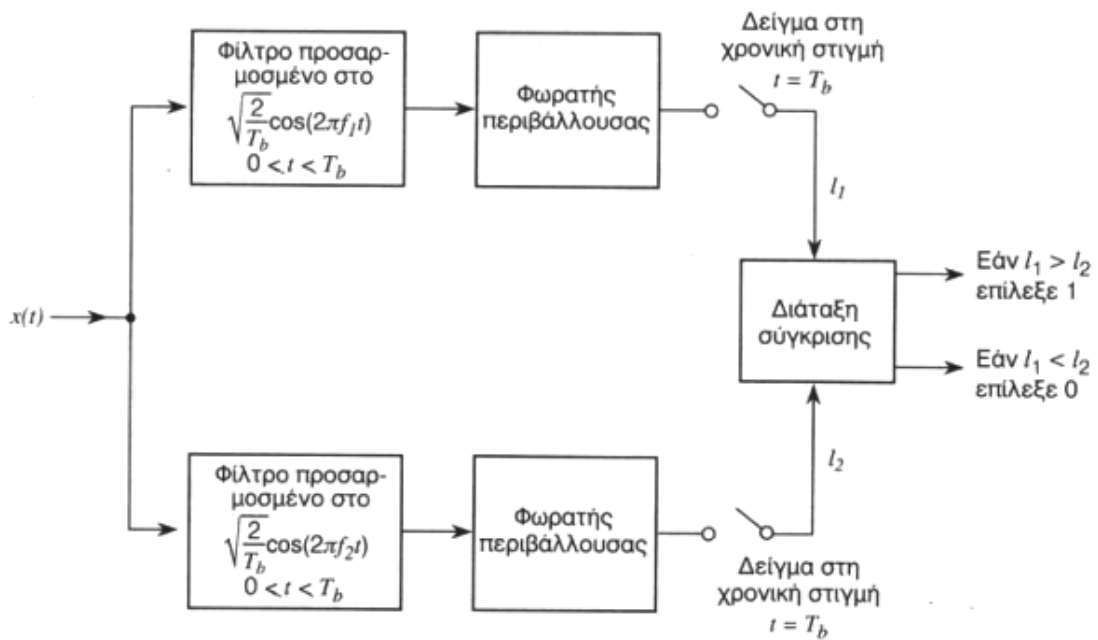 Φίλτρο προσαρ-
μοσμένο στο
√2/T_b cos(2πf_1t)
0 < t < T_b
Φωρατής
περιβάλλουσας
Δείγμα στη
χρονική στιγμή
t = T_b
l_1
x(t)
Διάταξη
σύγκρισης
Εάν l_1 > l_2
επίλεξε 1
Εάν l_1 < l_2
επίλεξε 0
l_2
Φίλτρο προσαρ-
μοσμένο στο
√2/T_b cos(2πf_2t)
0 < t < T_b
Φωρατής
περιβάλλουσας
Δείγμα στη
χρονική στιγμή
t = T_b